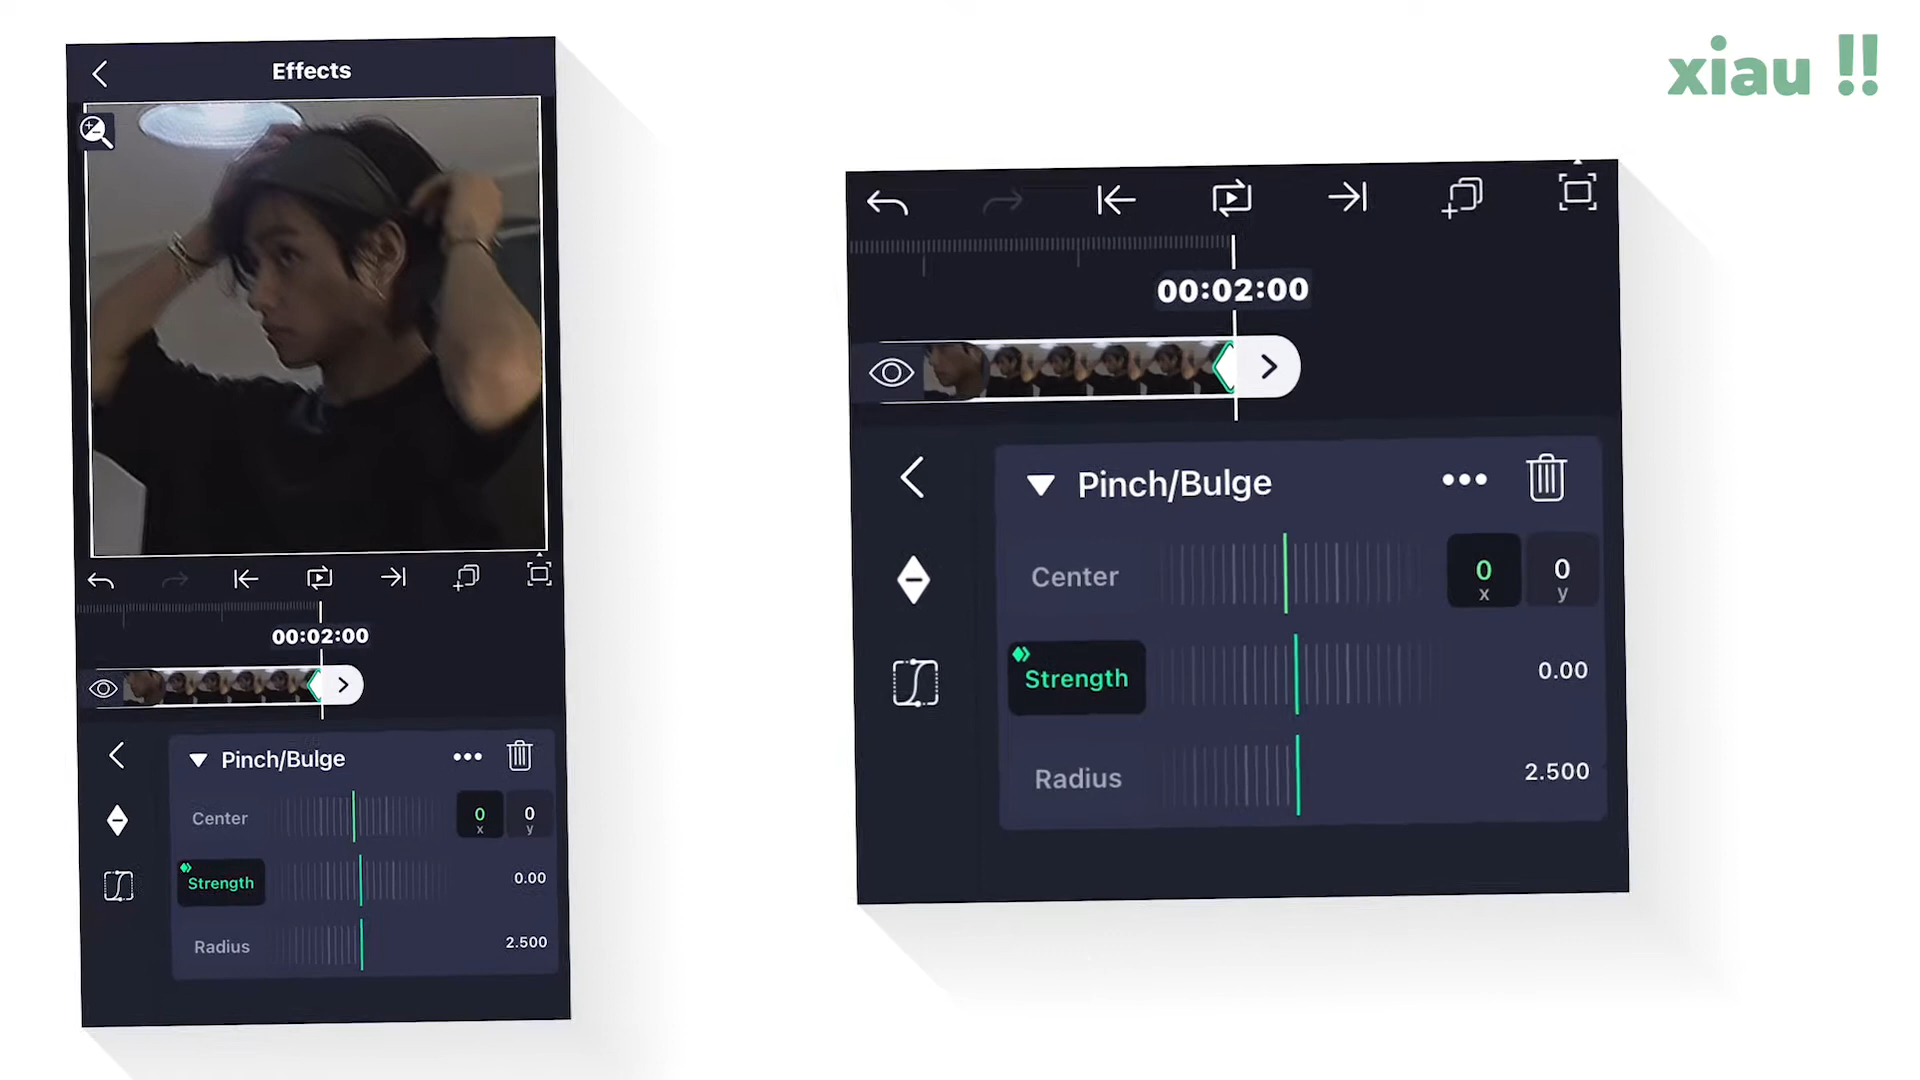 xiau !!
Effects
00:02:00
Pinch/Bulge
Center
0
x
0
y
Strength
0.00
Radius
2.500
00:02:00
Pinch/Bulge
Center
0
x
0
y
Strength
0.00
Radius
2.500